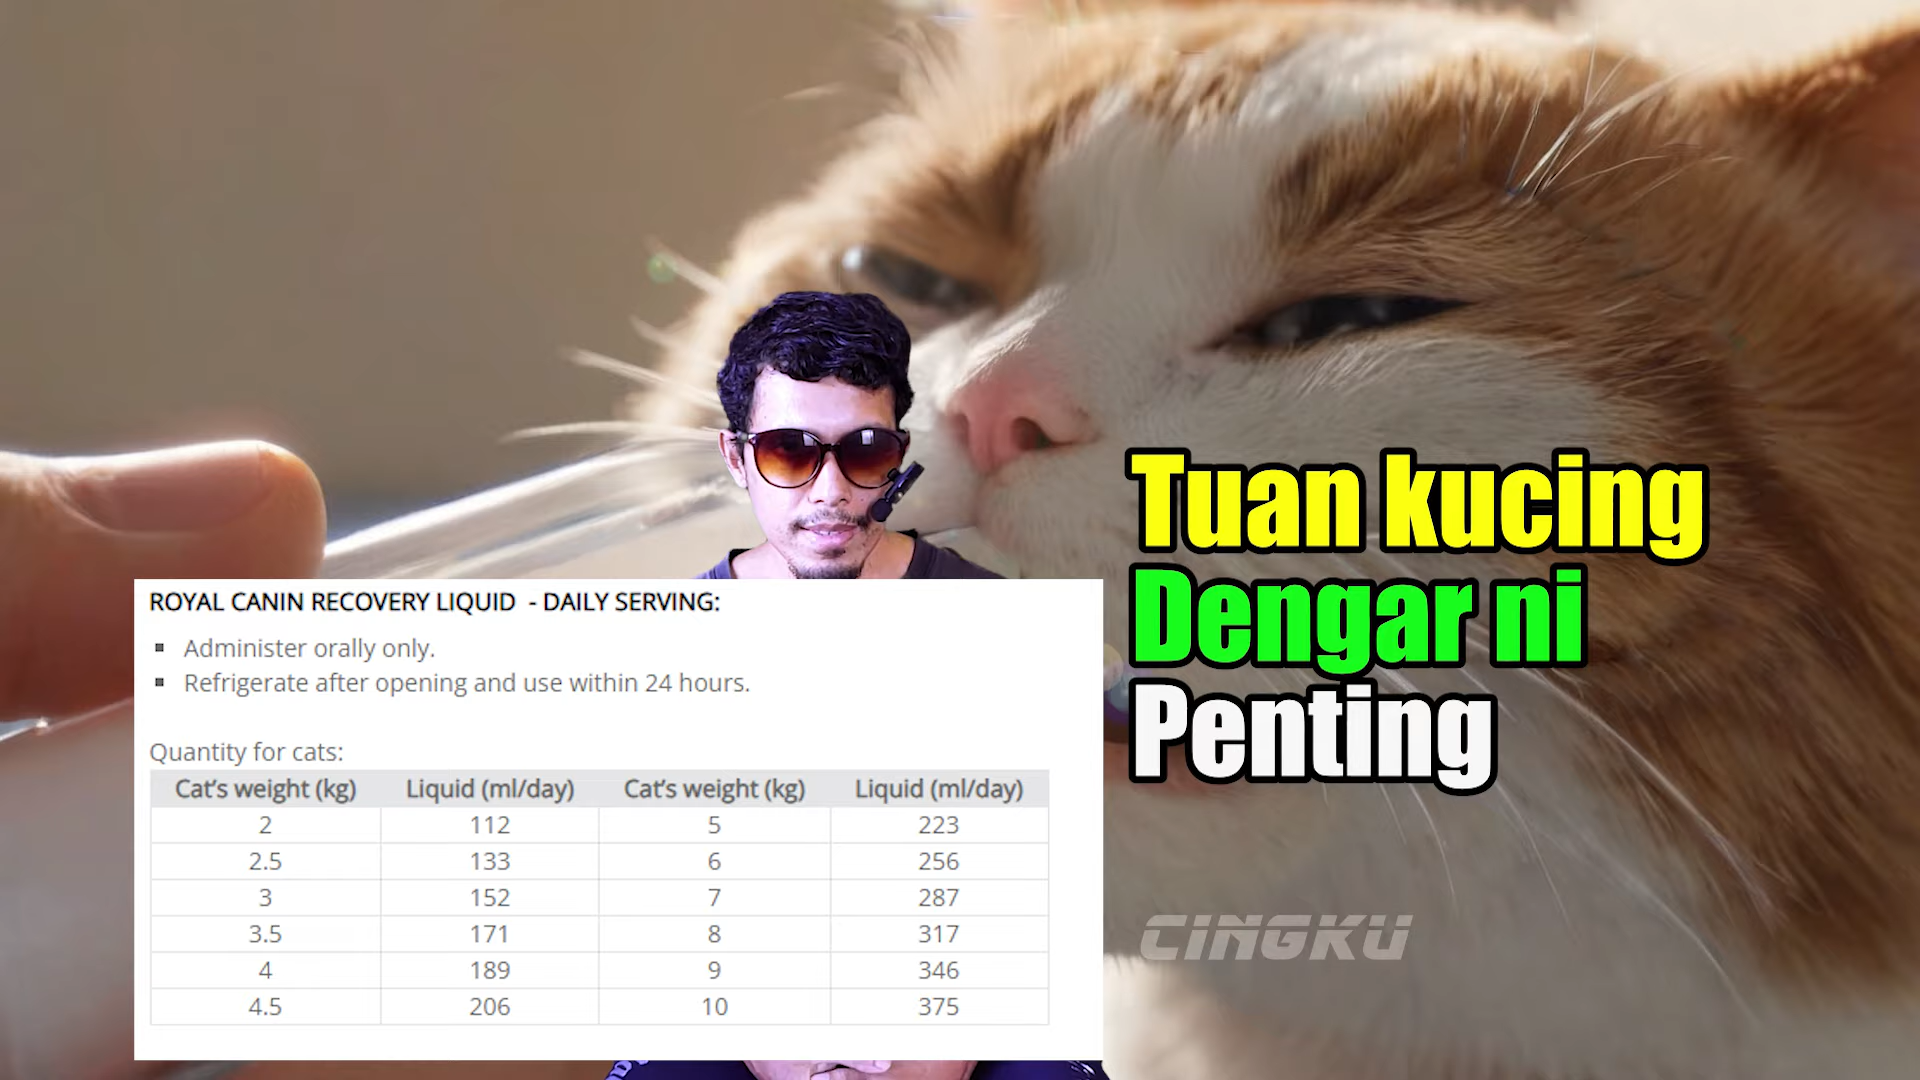 Tuan kucing
Dengar ni
Penting
ROYAL CANIN RECOVERY LIQUID - DAILY SERVING:
▪ Administer orally only.
▪ Refrigerate after opening and use within 24 hours.
Quantity for cats:
Cat's weight (kg) Liquid (ml/day) Cat's weight (kg) Liquid (ml/day)
2 112 5 223
2.5 133 6 256
3 152 7 287
3.5 171 8 317
4 189 9 346
4.5 206 10 375
CINGKU